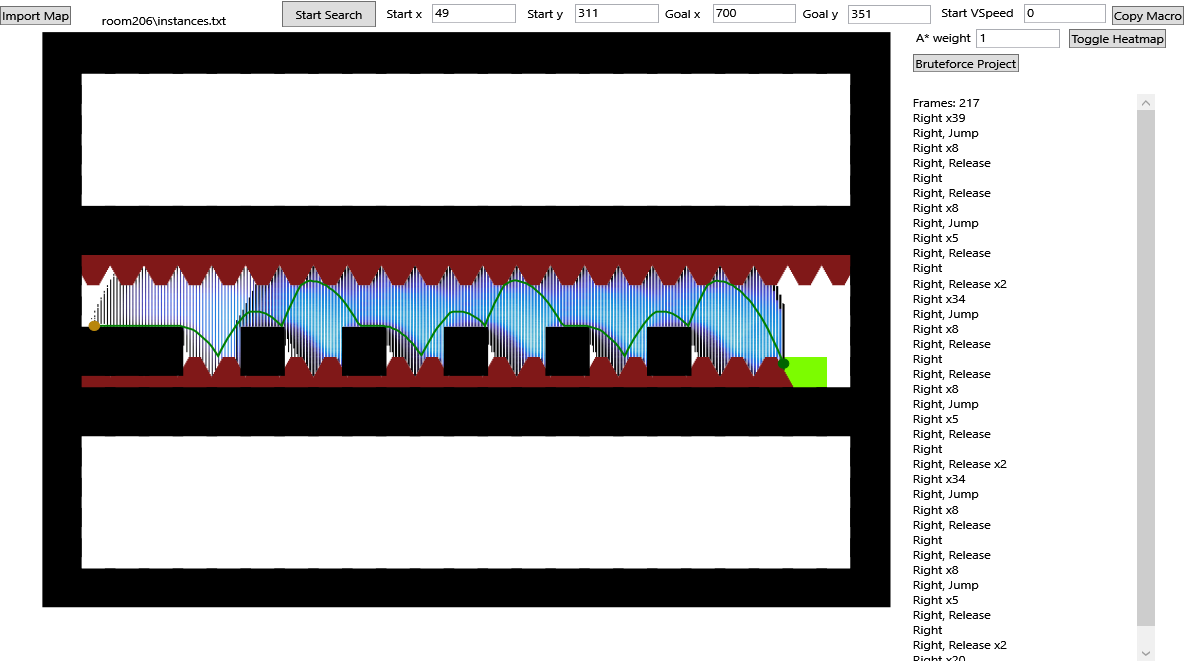 Import Map
room206\instances.txt
Start Search
Start x 49
Start y 311
Goal x 700
Goal y 351
Start VSpeed 0
Copy Macro
A* weight 1
Toggle Heatmap
Bruteforce Project
Frames: 217
Right x39
Right, Jump
Right x8
Right, Release
Right
Right, Release
Right x8
Right, Jump
Right x5
Right, Release
Right
Right, Release x2
Right x34
Right, Jump
Right x8
Right, Release
Right
Right, Release
Right x8
Right, Jump
Right x5
Right, Release
Right
Right, Release x2
Right x34
Right, Jump
Right x8
Right, Release
Right
Right, Release
Right x8
Right, Jump
Right x5
Right, Release
Right
Right, Release x2
Right x20